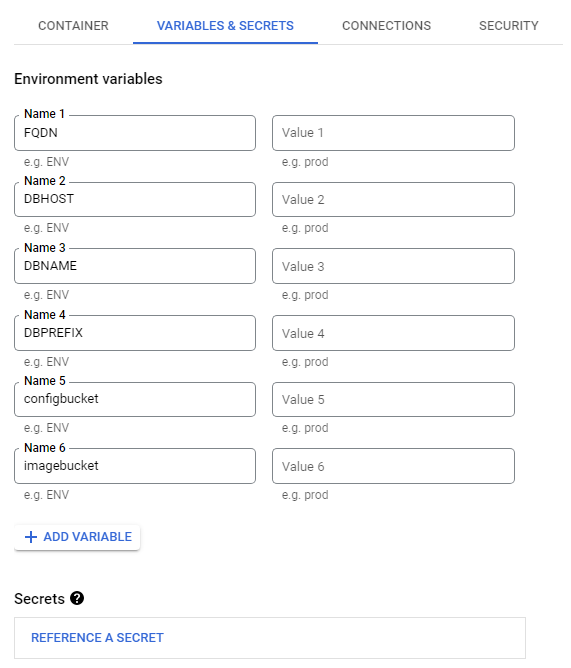 CONTAINER VARIABLES & SECRETS CONNECTIONS SECURITY
Environment variables
Name 1
FQDN Value 1
e.g. ENV e.g. prod
Name 2
DBHOST Value 2
e.g. ENV e.g. prod
Name 3
DBNAME Value 3
e.g. ENV e.g. prod
Name 4
DBPREFIX Value 4
e.g. ENV e.g. prod
Name 5
configbucket Value 5
e.g. ENV e.g. prod
Name 6
imagebucket Value 6
e.g. ENV e.g. prod
+ ADD VARIABLE
Secrets ?
REFERENCE A SECRET